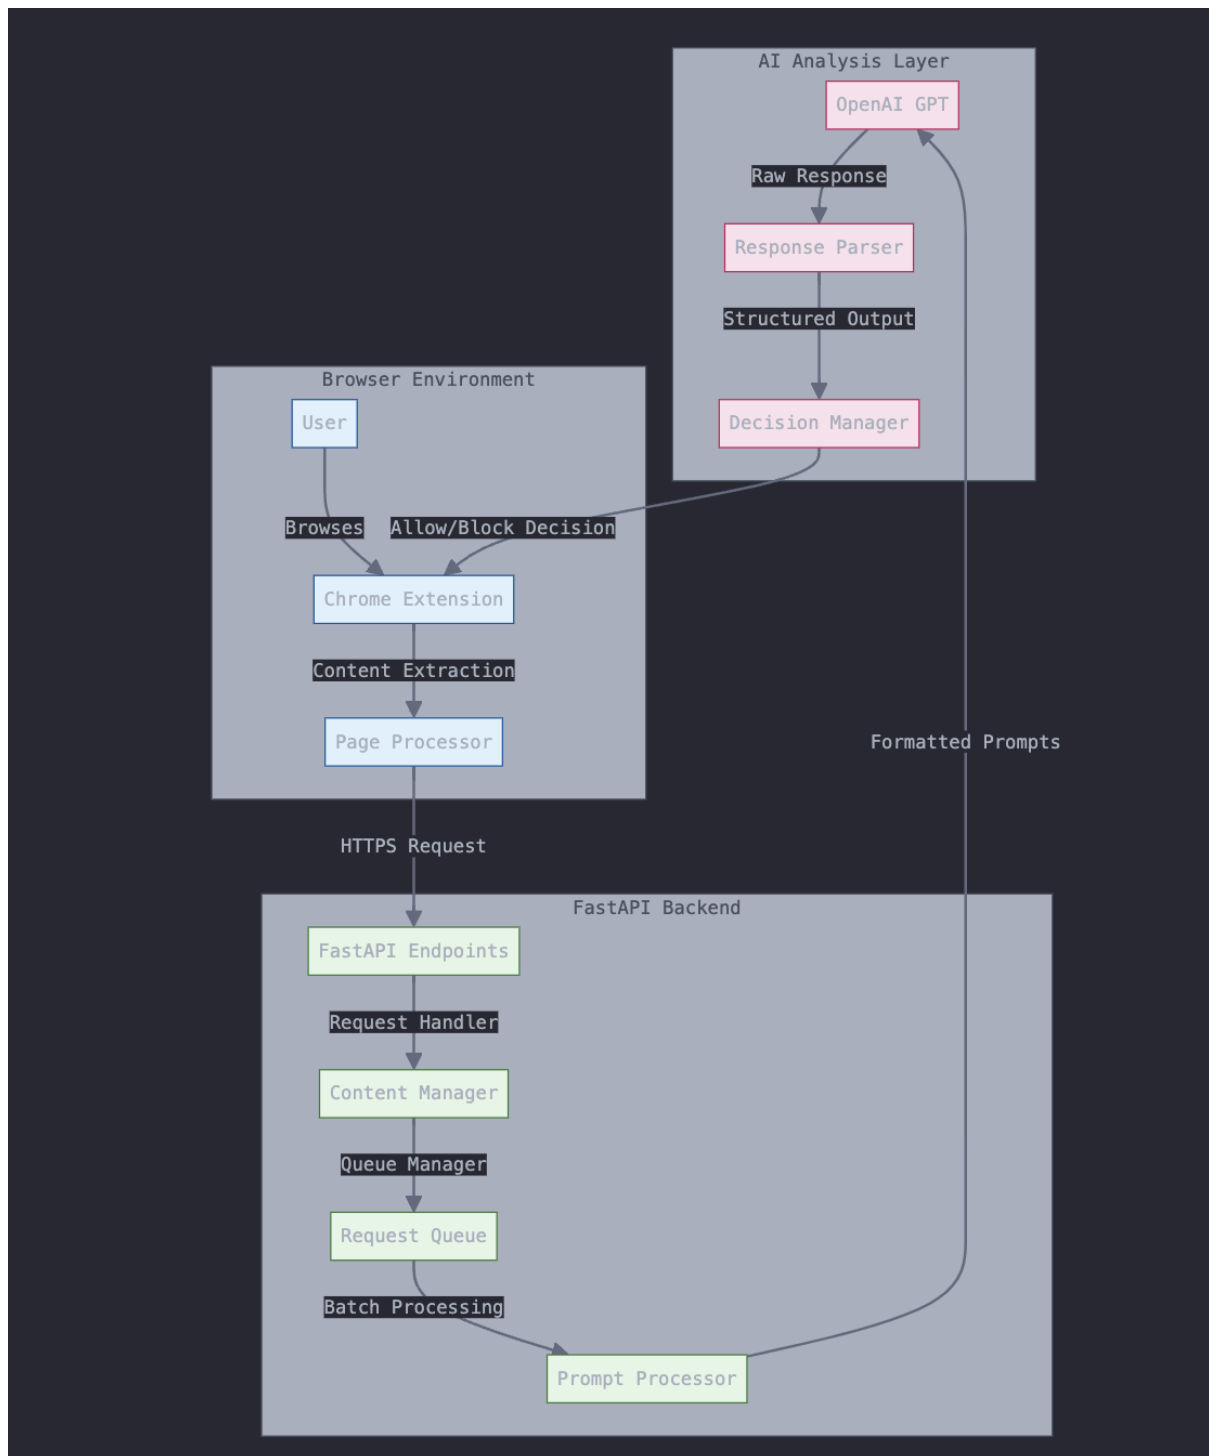 AI Analysis Layer
OpenAI GPT
Raw Response
Response Parser
Structured Output
Decision Manager
Browser Environment
User
Browses
Allow/Block Decision
Chrome Extension
Content Extraction
Page Processor
Formatted Prompts
HTTPS Request
FastAPI Backend
FastAPI Endpoints
Request Handler
Content Manager
Queue Manager
Request Queue
Batch Processing
Prompt Processor